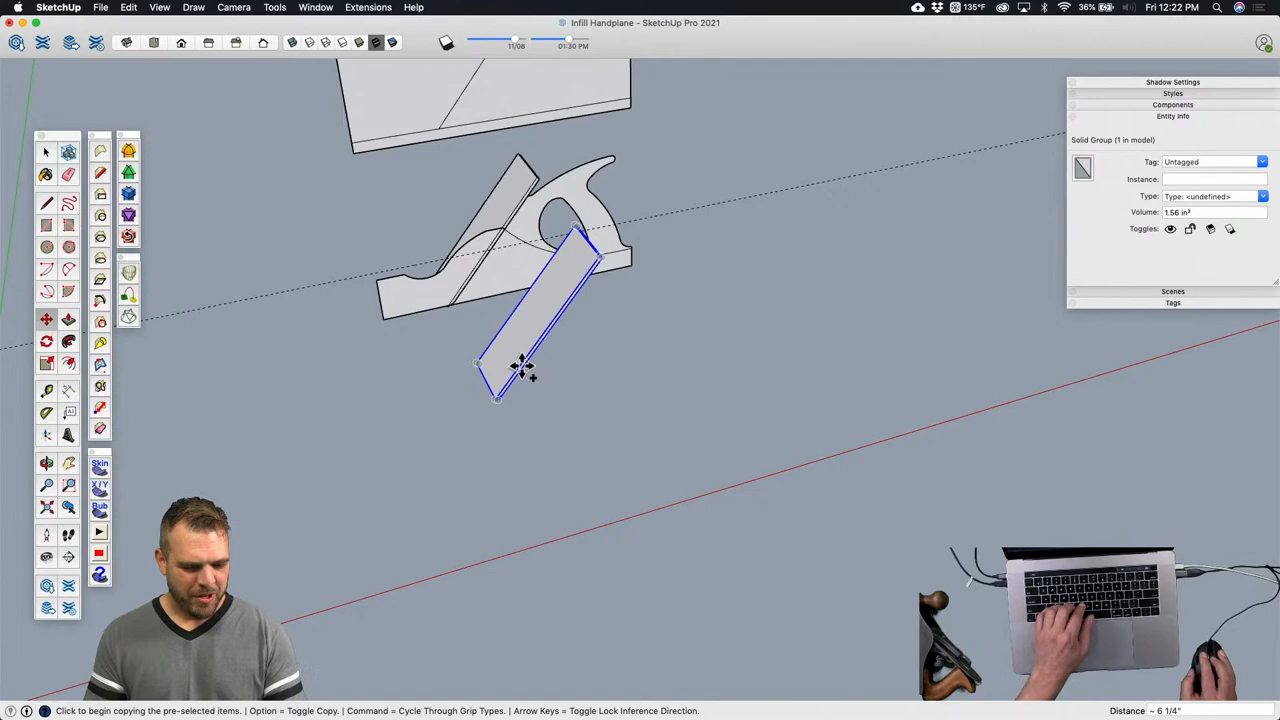 SketchUp File Edit View Draw Camera Tools Window Extensions Help
135°F 36% Fri 12:22 PM
Infill Handplane - SketchUp Pro 2021
11/08 01:30 PM
Shadow Settings
Styles
Components
Entity Info
Solid Group (1 in model)
Tag: Untagged
Instance:
Type: Type: <undefined>
Volume: 1.56 in³
Toggles:
Scenes
Tags
A1
Skin
X/Y
Bub
Click to begin copying the pre-selected items. | Option = Toggle Copy. | Command = Cycle Through Grip Types. | Arrow Keys = Toggle Lock Inference Direction.
Distance ~ 6 1/4"